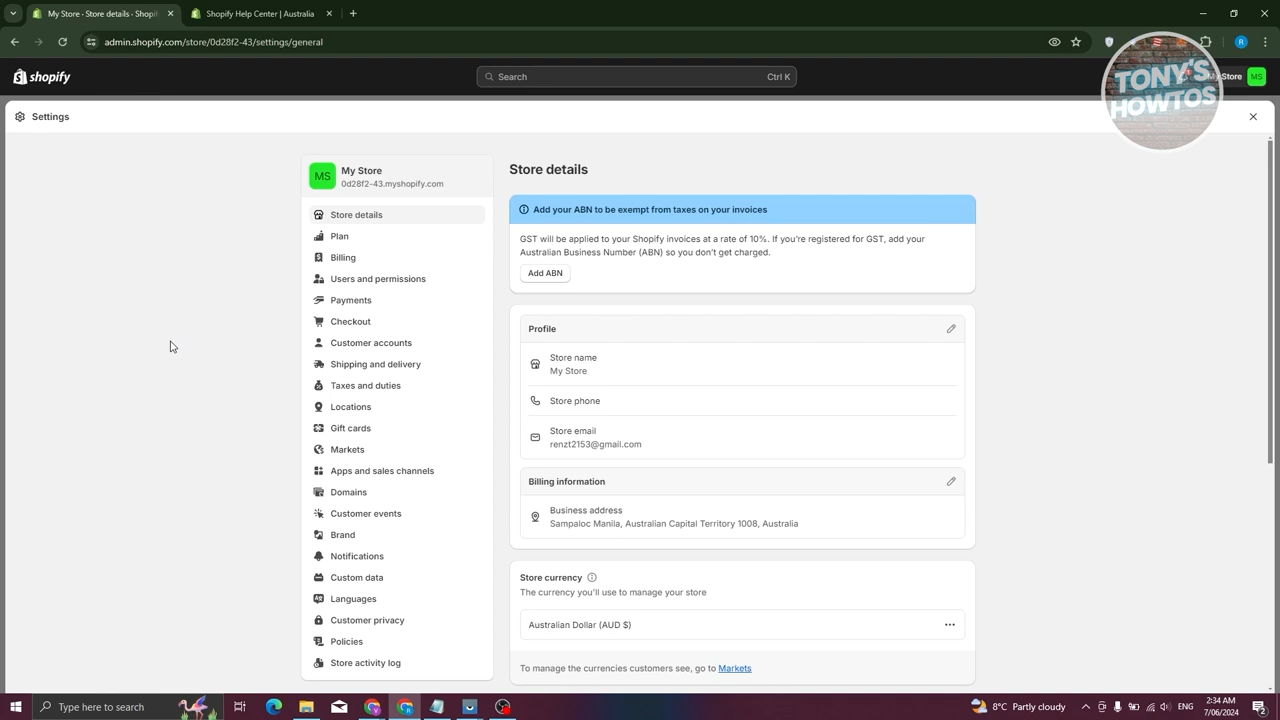 My Store - Store details - Shopify
Shopify Help Center | Australia
admin.shopify.com/store/0d28f2-43/settings/general
shopify
Search
Ctrl K
My Store
MS
TONY'S
HOWTOS
Settings
MS
My Store
0d28f2-43.myshopify.com
Store details
Plan
Billing
Users and permissions
Payments
Checkout
Customer accounts
Shipping and delivery
Taxes and duties
Locations
Gift cards
Markets
Apps and sales channels
Domains
Customer events
Brand
Notifications
Custom data
Languages
Customer privacy
Policies
Store activity log
Store details
Add your ABN to be exempt from taxes on your invoices
GST will be applied to your Shopify invoices at a rate of 10%. If you're registered for GST, add your
Australian Business Number (ABN) so you don't get charged.
Add ABN
Profile
Store name
My Store
Store phone
Store email
renzt2153@gmail.com
Billing information
Business address
Sampaloc Manila, Australian Capital Territory 1008, Australia
Store currency
The currency you'll use to manage your store
Australian Dollar (AUD $)
To manage the currencies customers see, go to Markets
Type here to search
8°C Partly cloudy
2:34 AM
7/06/2024